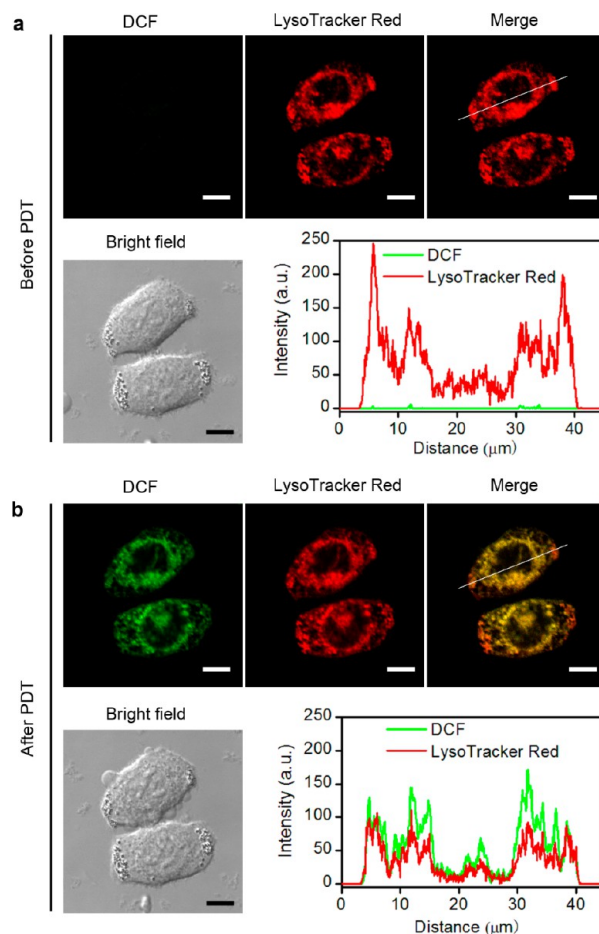 a
DCF LysoTracker Red Merge
Before PDT
Bright field
250
200
150
100
50
0
Intensity (a.u.)
DCF
LysoTracker Red
0 10 20 30 40
Distance (μm)
b
DCF LysoTracker Red Merge
After PDT
Bright field
250
200
150
100
50
0
Intensity (a.u.)
DCF
LysoTracker Red
0 10 20 30 40
Distance (μm)